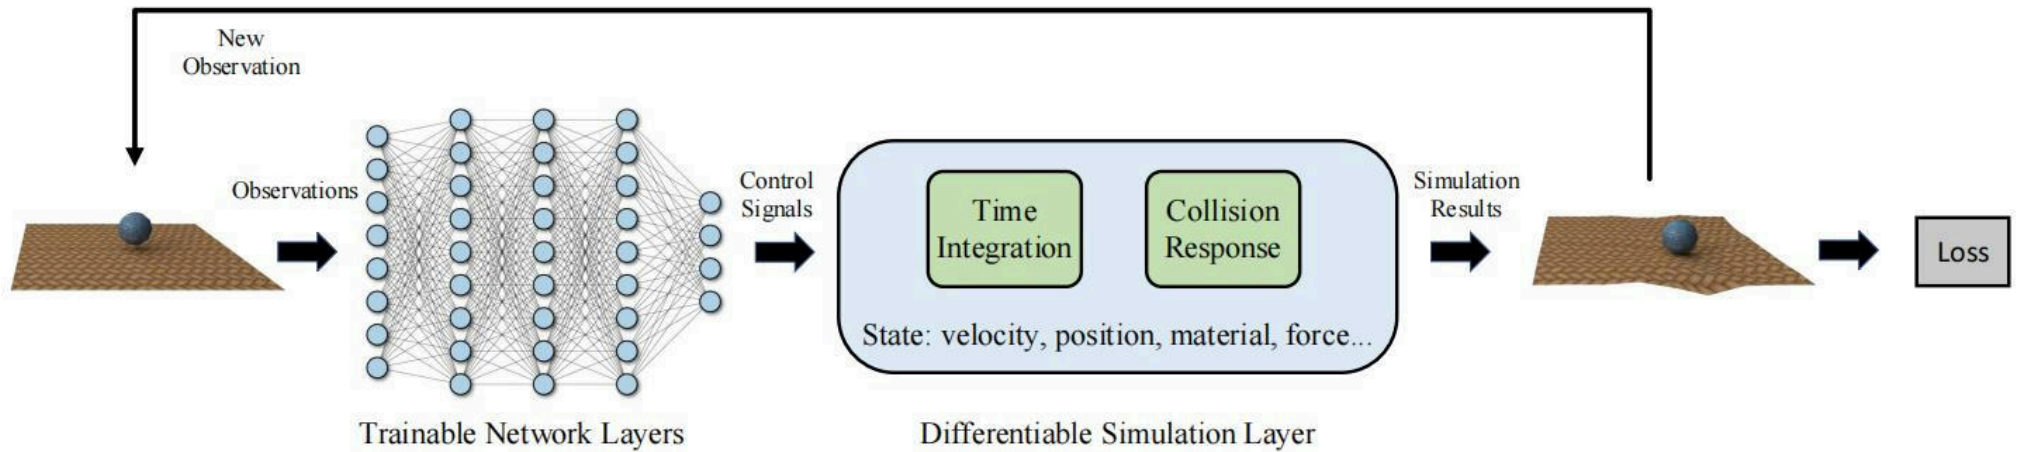 New
Observation
Observations
Control
Signals
Time
Integration
Collision
Response
State: velocity, position, material, force...
Simulation
Results
Loss
Trainable Network Layers
Differentiable Simulation Layer